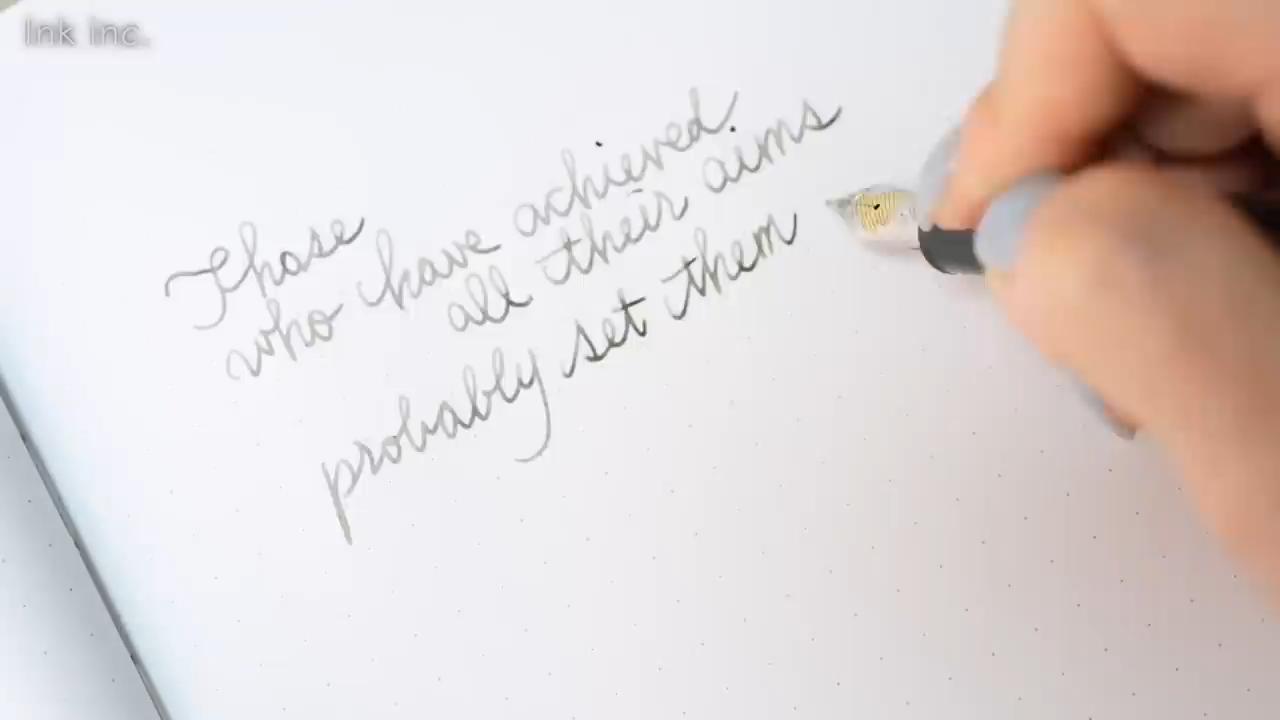 Ink inc.
Those
who have achieved
all their aims
probably set them